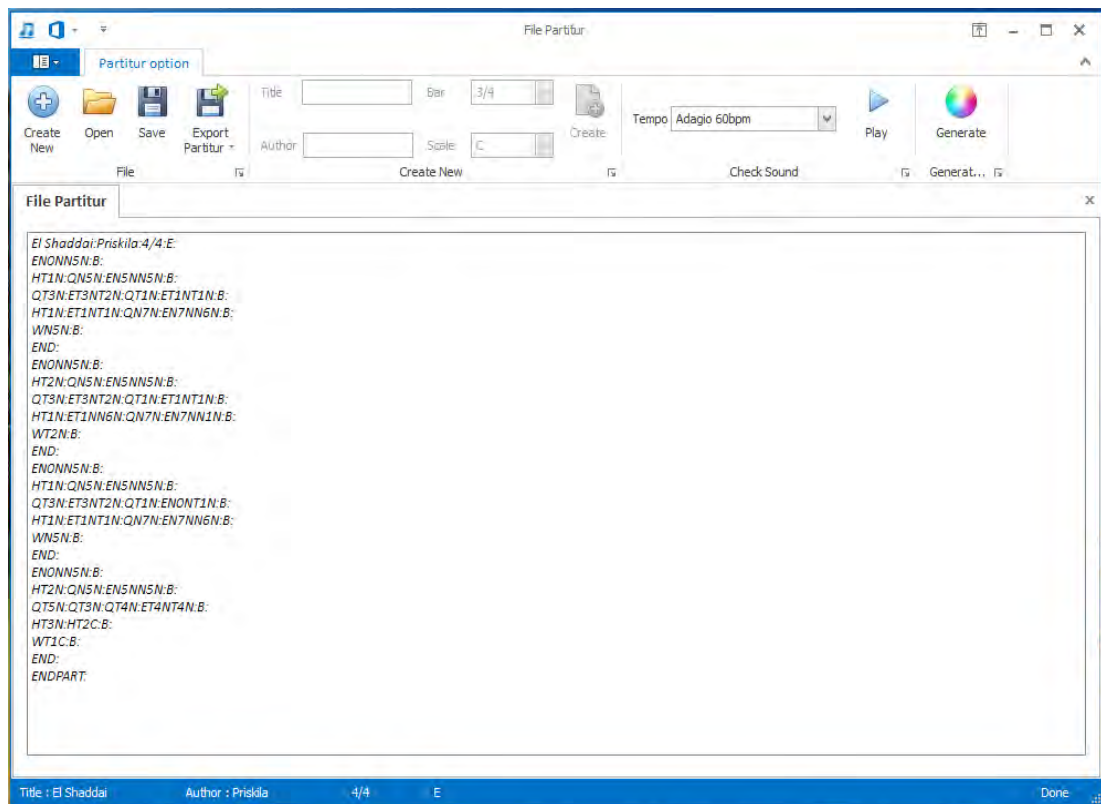 File Partitur
Partitur option
Create New
Open
Save
Export Partitur
Title
Bar 3/4
Author
Scale C
Create
Tempo Adagio 60bpm
Play
Generate
File
Create New
Check Sound
Generat...
File Partitur
El Shaddai:Priskila:4/4:E:
EN0NN5N:B:
HT1N:QN5N:EN5NN5N:B:
QT3N:ET3NT2N:QT1N:ET1NT1N:B:
HT1N:ET1NT1N:QN7N:EN7NN6N:B:
WN5N:B:
END:
EN0NN5N:B:
HT2N:QN5N:EN5NN5N:B:
QT3N:ET3NT2N:QT1N:ET1NT1N:B:
HT1N:ET1NN6N:QN7N:EN7NN1N:B:
WT2N:B:
END:
EN0NN5N:B:
HT1N:QN5N:EN5NN5N:B:
QT3N:ET3NT2N:QT1N:EN0NT1N:B:
HT1N:ET1NT1N:QN7N:EN7NN6N:B:
WN5N:B:
END:
EN0NN5N:B:
HT2N:QN5N:EN5NN5N:B:
QT5N:QT3N:QT4N:ET4NT4N:B:
HT3N:HT2C:B:
WT1C:B:
END:
ENDPART:
Title : El Shaddai Author : Priskila 4/4 E Done